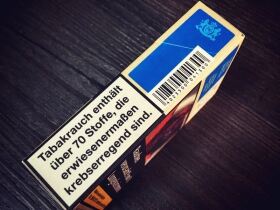 Tabakrauch enthält
über 70 Stoffe, die
erwiesenermaßen
krebserregend sind.